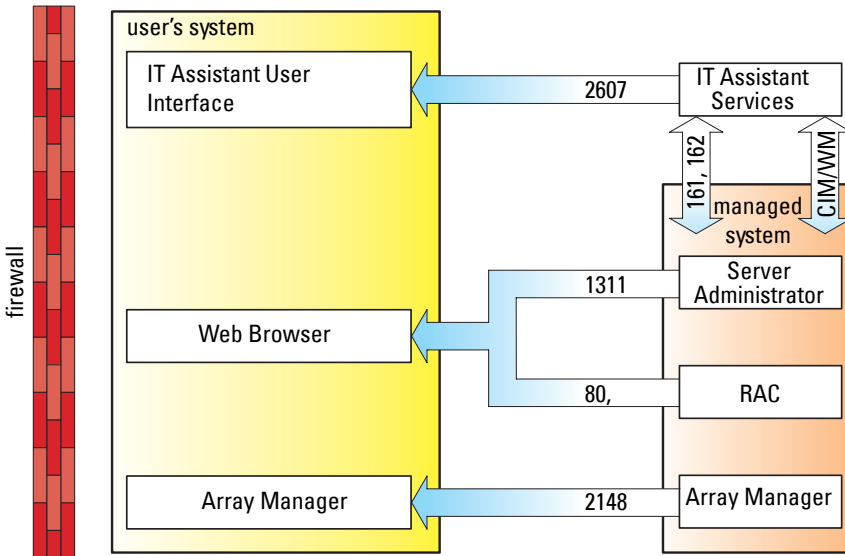 firewall
user's system
IT Assistant User
Interface
2607
IT Assistant
Services
161, 162
CIM/WM
managed
system
1311
Server
Administrator
Web Browser
80,
RAC
Array Manager
2148
Array Manager